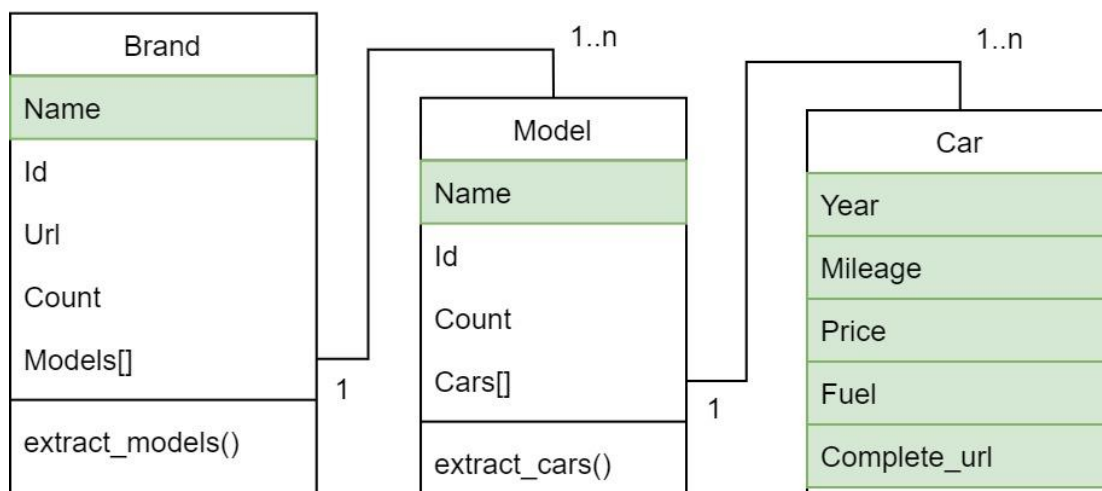 Brand
Name
Id
Url
Count
Models[]
extract_models()
1
1..n
Model
Name
Id
Count
Cars[]
extract_cars()
1
1..n
Car
Year
Mileage
Price
Fuel
Complete_url